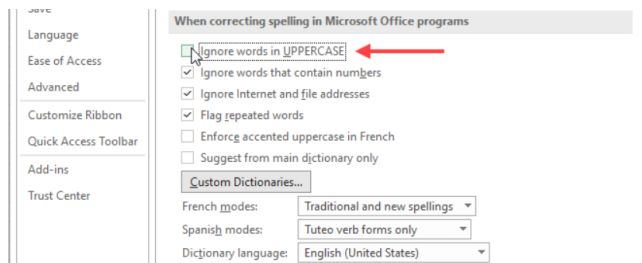 Save
When correcting spelling in Microsoft Office programs
Language
Ignore words in UPPERCASE
Ease of Access
Ignore words that contain numbers
Advanced
Ignore Internet and file addresses
Customize Ribbon
Flag repeated words
Quick Access Toolbar
Enforce accented uppercase in French
Suggest from main dictionary only
Add-ins
Custom Dictionaries...
Trust Center
French modes: Traditional and new spellings
Spanish modes: Tuteo verb forms only
Dictionary language: English (United States)